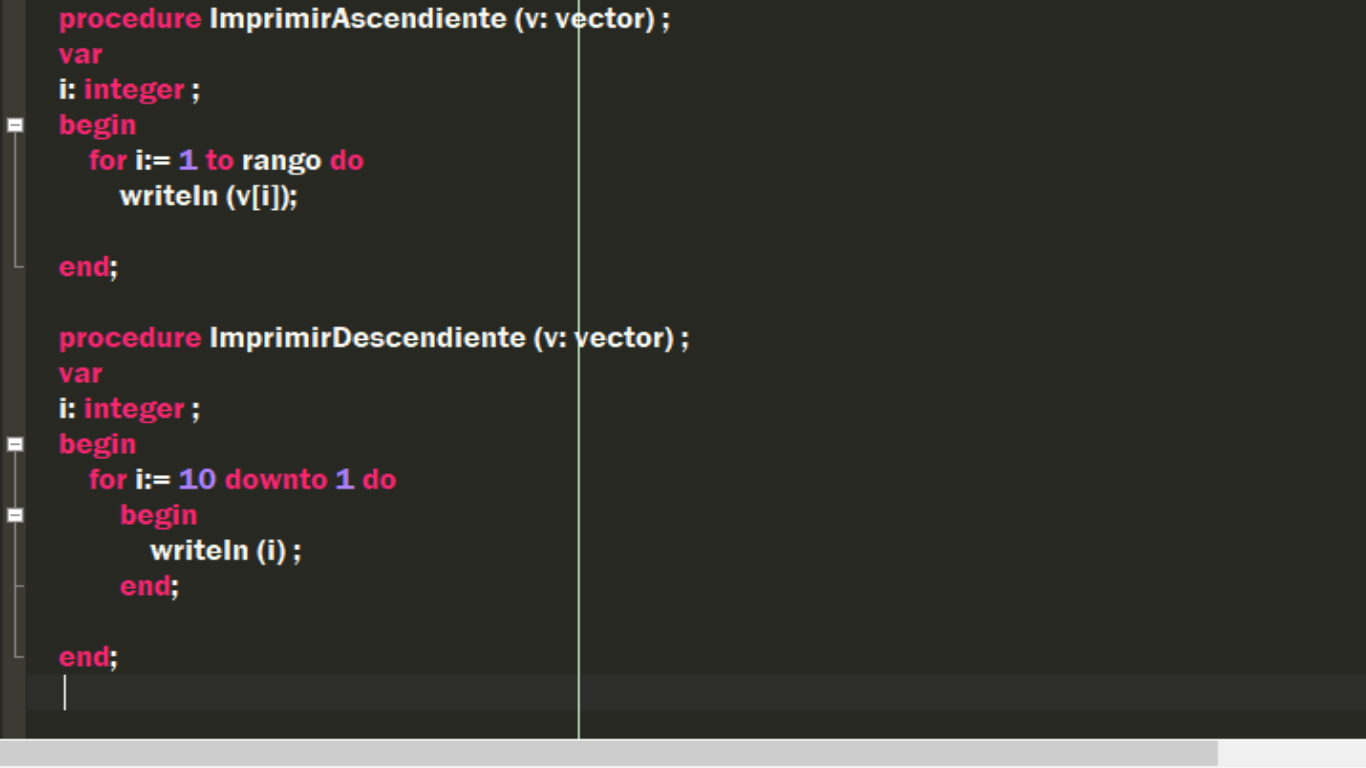 procedure ImprimirAscendiente (v: vector) ;
var
i: integer ;
begin
for i:= 1 to rango do
writeln (v[i]);
end;
procedure ImprimirDescendiente (v: vector) ;
var
i: integer ;
begin
for i:= 10 downto 1 do
begin
writeln (i) ;
end;
end;